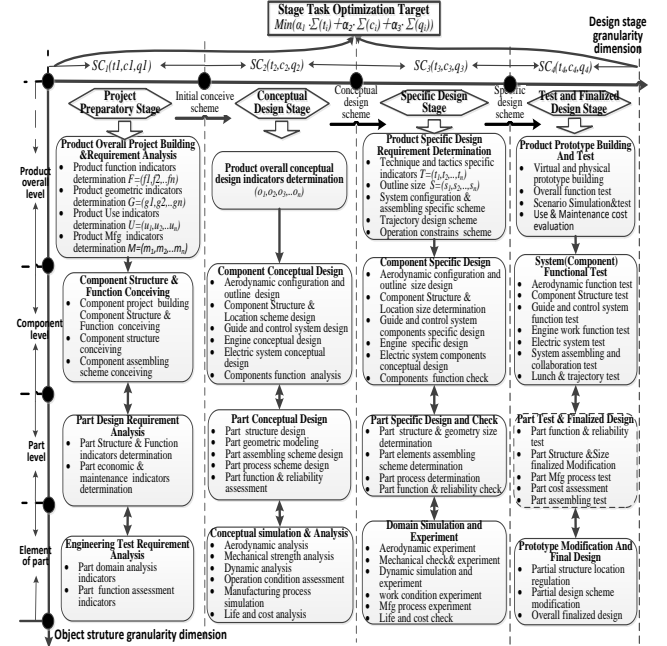 Stage Task Optimization Target
Min(α1·Σ(ti)+α2·Σ(ci)+α3·Σ(qi))
Design stage
granularity
dimension
SC1(t1,c1,q1)
SC2(t2,c2,q2)
SC3(t3,c3,q3)
SC4(t4,c4,q4)
Project
Preparatory Stage
Initial conceive
scheme
Conceptual
Design Stage
Conceptual
design
scheme
Specific Design
Stage
Specific
design
scheme
Test and Finalized
Design Stage
Product
overall
level
Product Overall Project Building
&Requirement Analysis
• Product function indicators
determination F=(f1,f2,..fn)
• Product geometric indicators
determination G=(g1,g2...gn)
• Product Use indicators
determination U=(u1,u2,...un)
• Product Mfg indicators
determination M=(m1,m2...mn)
Product overall conceptual
design indicators determination
(o1,o2,o3,..on)
Product Specific Design
Requirement Determination
• Technique and tactics specific
indicators T=(t1,t2,...,tn)
• Outline size S=(s1,s2,...,sn)
• System configuration &
assembling specific scheme
• Trajectory design scheme
• Operation constrains scheme
Product Prototype Building
And Test
• Virtual and physical
prototype building
• Overall function test
• Scenario Simulation&test
• Use & Maintenance cost
evaluation
Component
level
Component Structure &
Function Conceiving
• Component project building
• Component Structure &
Function conceiving
• Component structure
conceiving
• Component assembling
scheme conceiving
Component Conceptual Design
• Aerodynamic configuration and
outline design
• Component Structure &
Location scheme design
• Guide and control system design
• Engine conceptual design
• Electric system conceptual
design
• Components function analysis
Component Specific Design
• Aerodynamic configuration and
outline size design
• Component Structure &
Location size determination
• Guide and control system
components specific design
• Engine specific design
• Electric system components
conceptual design
• Components function check
System(Component)
Functional Test
• Aerodynamic function test
• Component Structure test
• Guide and control system
function test
• Engine work function test
• Electric system test
• System assembling and
collaboration test
• Lunch & trajectory test
Part
level
Part Design Requirement
Analysis
• Part Structure & Function
indicators determination
• Part economic &
maintenance indicators
determination
Part Conceptual Design
• Part structure design
• Part geometric modeling
• Part assembling scheme design
• Part process scheme design
• Part function & reliability
assessment
Part Specific Design and Check
• Part structure & geometry size
determination
• Part elements assembling
scheme determination
• Part process determination
• Part function & reliability check
Part Test & Finalized Design
• Part function & reliability
test
• Part Structure &Size
finalized Modification
• Part Mfg process test
• Part cost assessment
• Part assembling test
Element
of part
Engineering Test Requirement
Analysis
• Part domain analysis
indicators
• Part function assessment
indicators
Conceptual simulation & Analysis
• Aerodynamic analysis
• Mechanical strength analysis
• Dynamic analysis
• Operation condition assessment
• Manufacturing process
simulation
• Life and cost analysis
Domain Simulation and
Experiment
• Aerodynamic experiment
• Mechanical check& experiment
• Dynamic simulation and
experiment
• work condition experiment
• Mfg process experiment
• Life and cost check
Prototype Modification And
Final Design
• Partial structure location
regulation
• Partial design scheme
modification
• Overall finalized design
Object struture granularity dimension